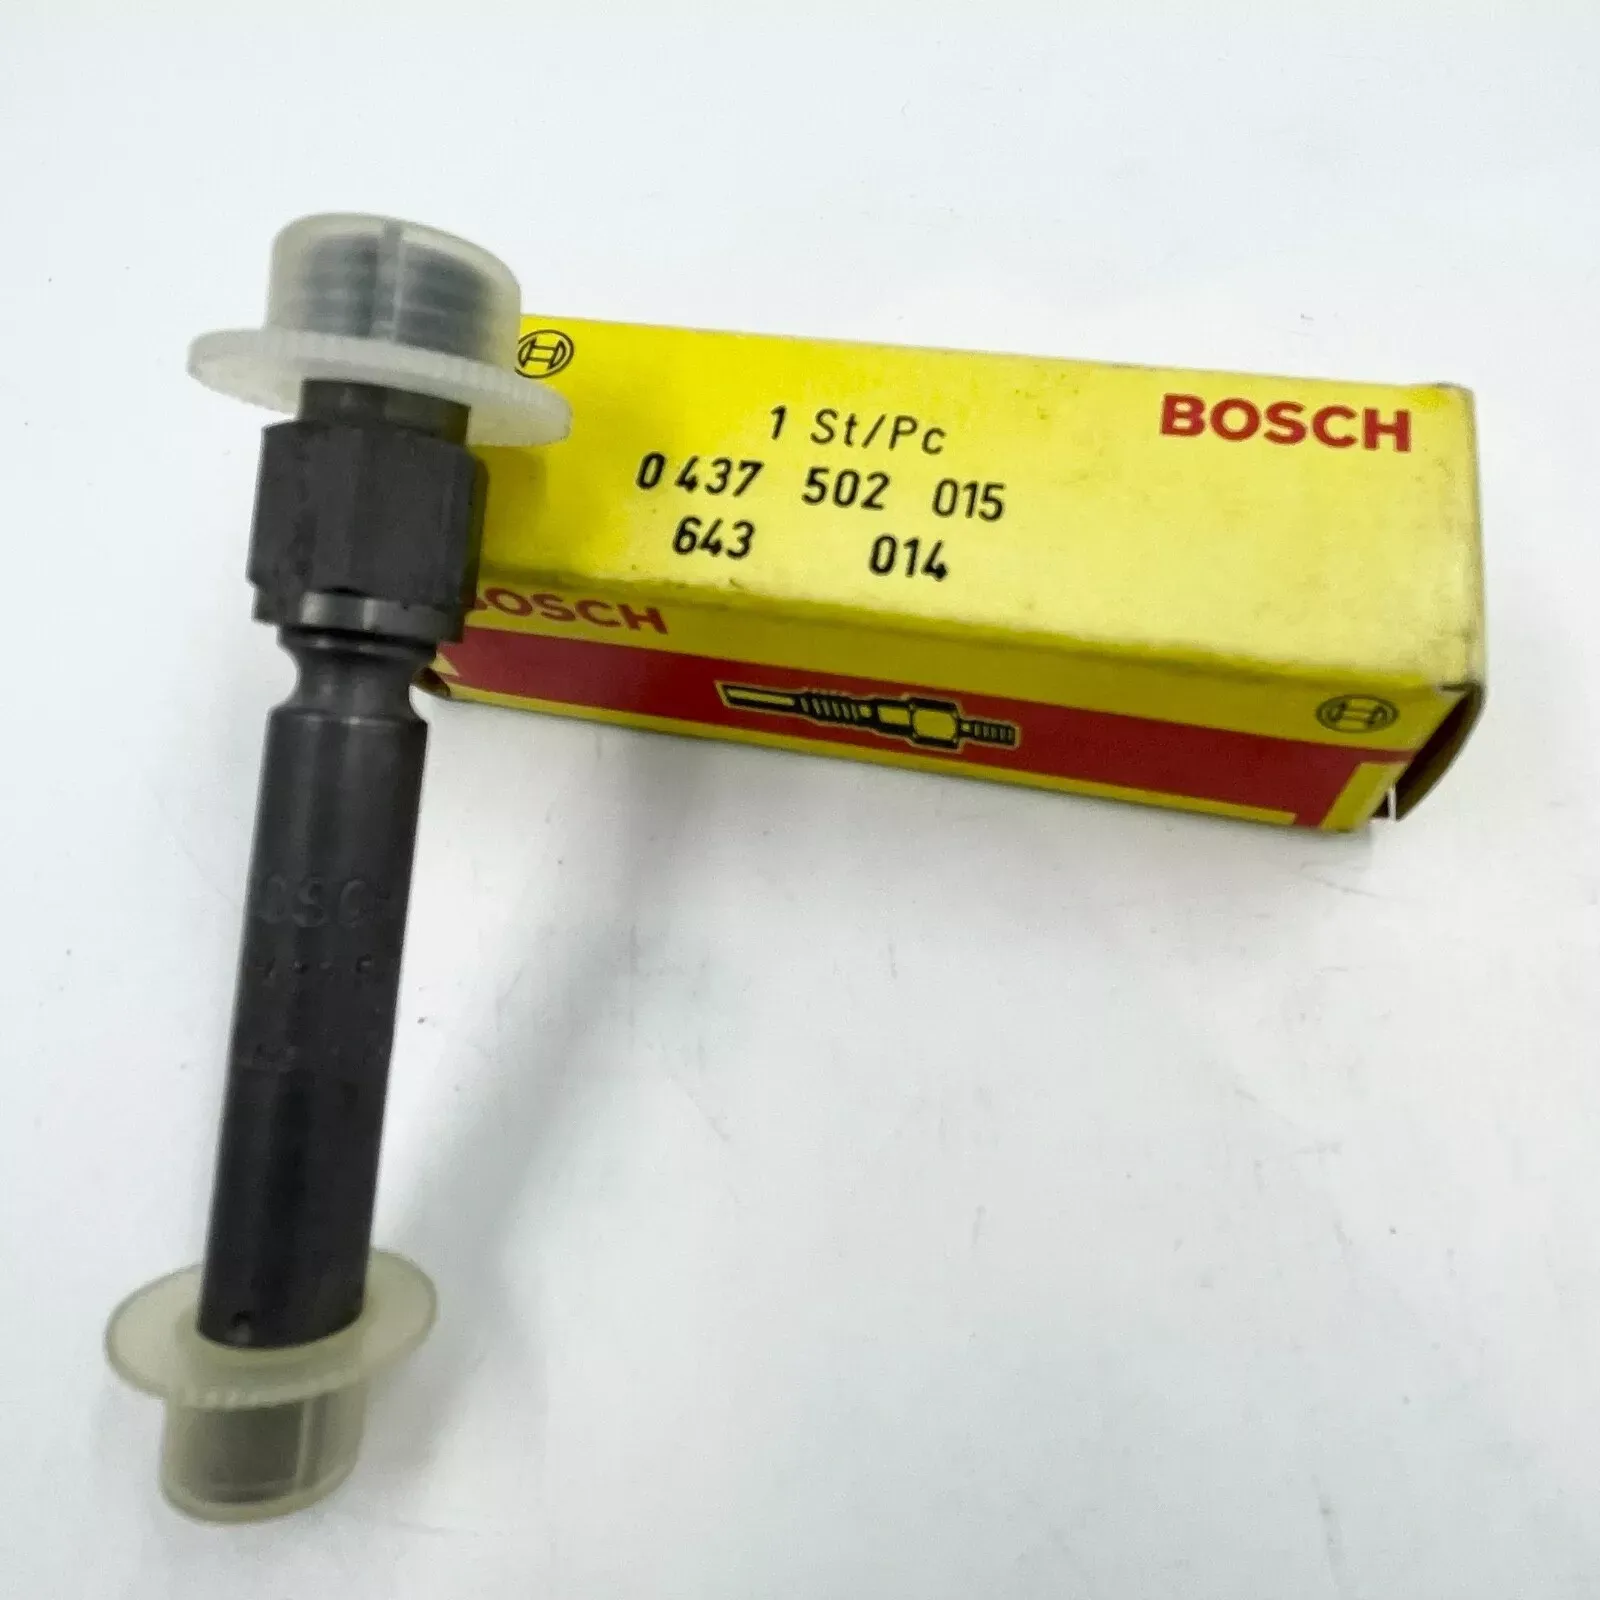 BOSCH
1 St/Pc
0 437 502 015
643 014
BOSCH